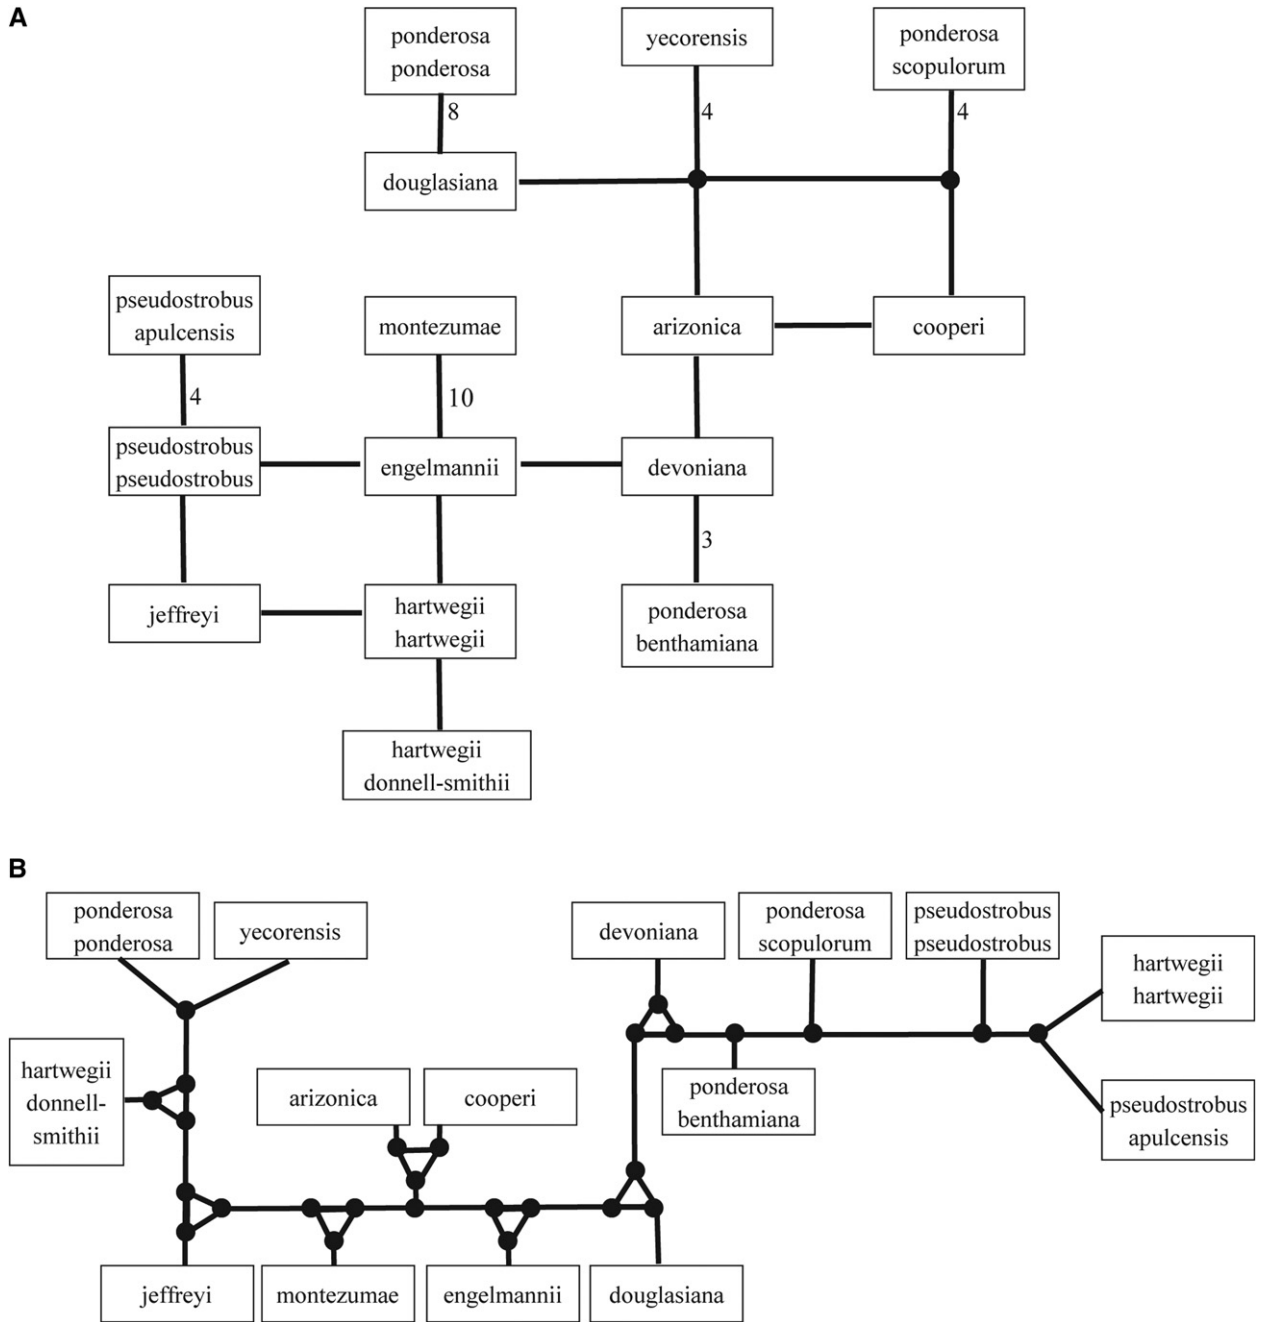 A
ponderosa
ponderosa
yecorensis
ponderosa
scopulorum
8
4
4
douglasiana
pseudostrobus
apulcensis
montezumae
arizonica
cooperi
4
10
pseudostrobus
pseudostrobus
engelmannii
devoniana
3
jeffreyi
hartwegii
hartwegii
ponderosa
benthamiana
hartwegii
donnell-smithii
B
ponderosa
ponderosa
yecorensis
devoniana
ponderosa
scopulorum
pseudostrobus
pseudostrobus
hartwegii
hartwegii
hartwegii
donnell-
smithii
arizonica
cooperi
ponderosa
benthamiana
pseudostrobus
apulcensis
jeffreyi
montezumae
engelmannii
douglasiana